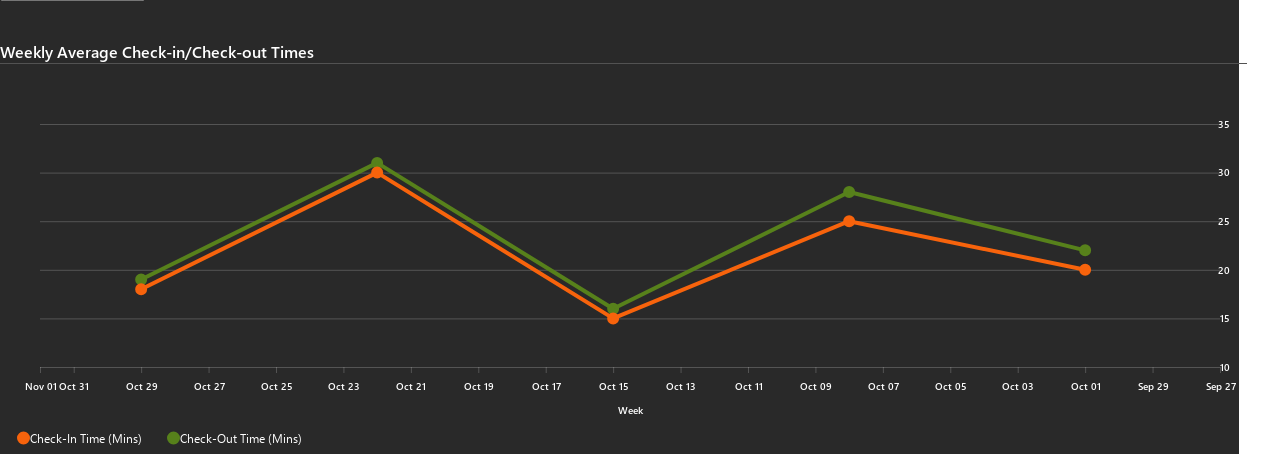 Weekly Average Check-in/Check-out Times
35
30
25
20
15
10
Nov 01 Oct 31 Oct 29 Oct 27 Oct 25 Oct 23 Oct 21 Oct 19 Oct 17 Oct 15 Oct 13 Oct 11 Oct 09 Oct 07 Oct 05 Oct 03 Oct 01 Sep 29 Sep 27
Week
Check-In Time (Mins) Check-Out Time (Mins)